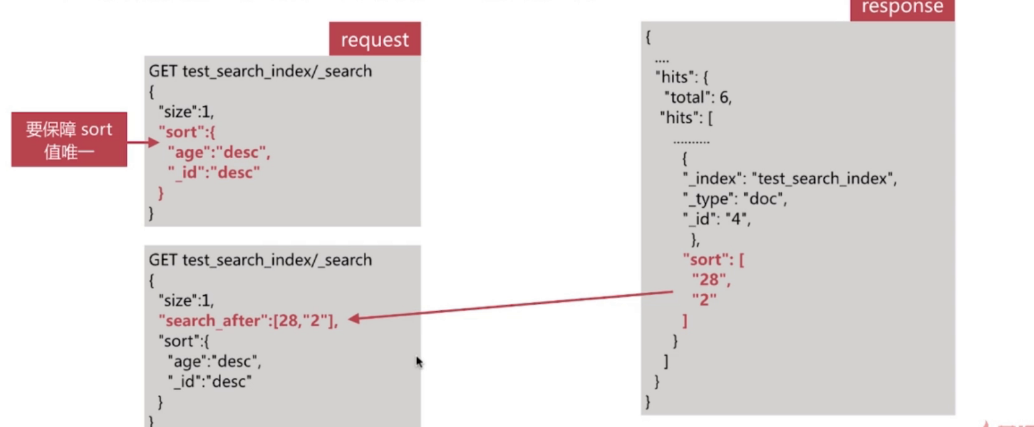 request
GET test_search_index/_search
{
"size":1,
"sort":{
"age":"desc",
"_id":"desc"
}
}
要保障 sort
值唯一
GET test_search_index/_search
{
"size":1,
"search_after":[28,"2"],
"sort":{
"age":"desc",
"_id":"desc"
}
}
response
{
....
"hits": {
"total": 6,
"hits": [
..........
{
"_index": "test_search_index",
"_type": "doc",
"_id": "4",
},
"sort": [
"28",
"2"
]
}
]
}
}